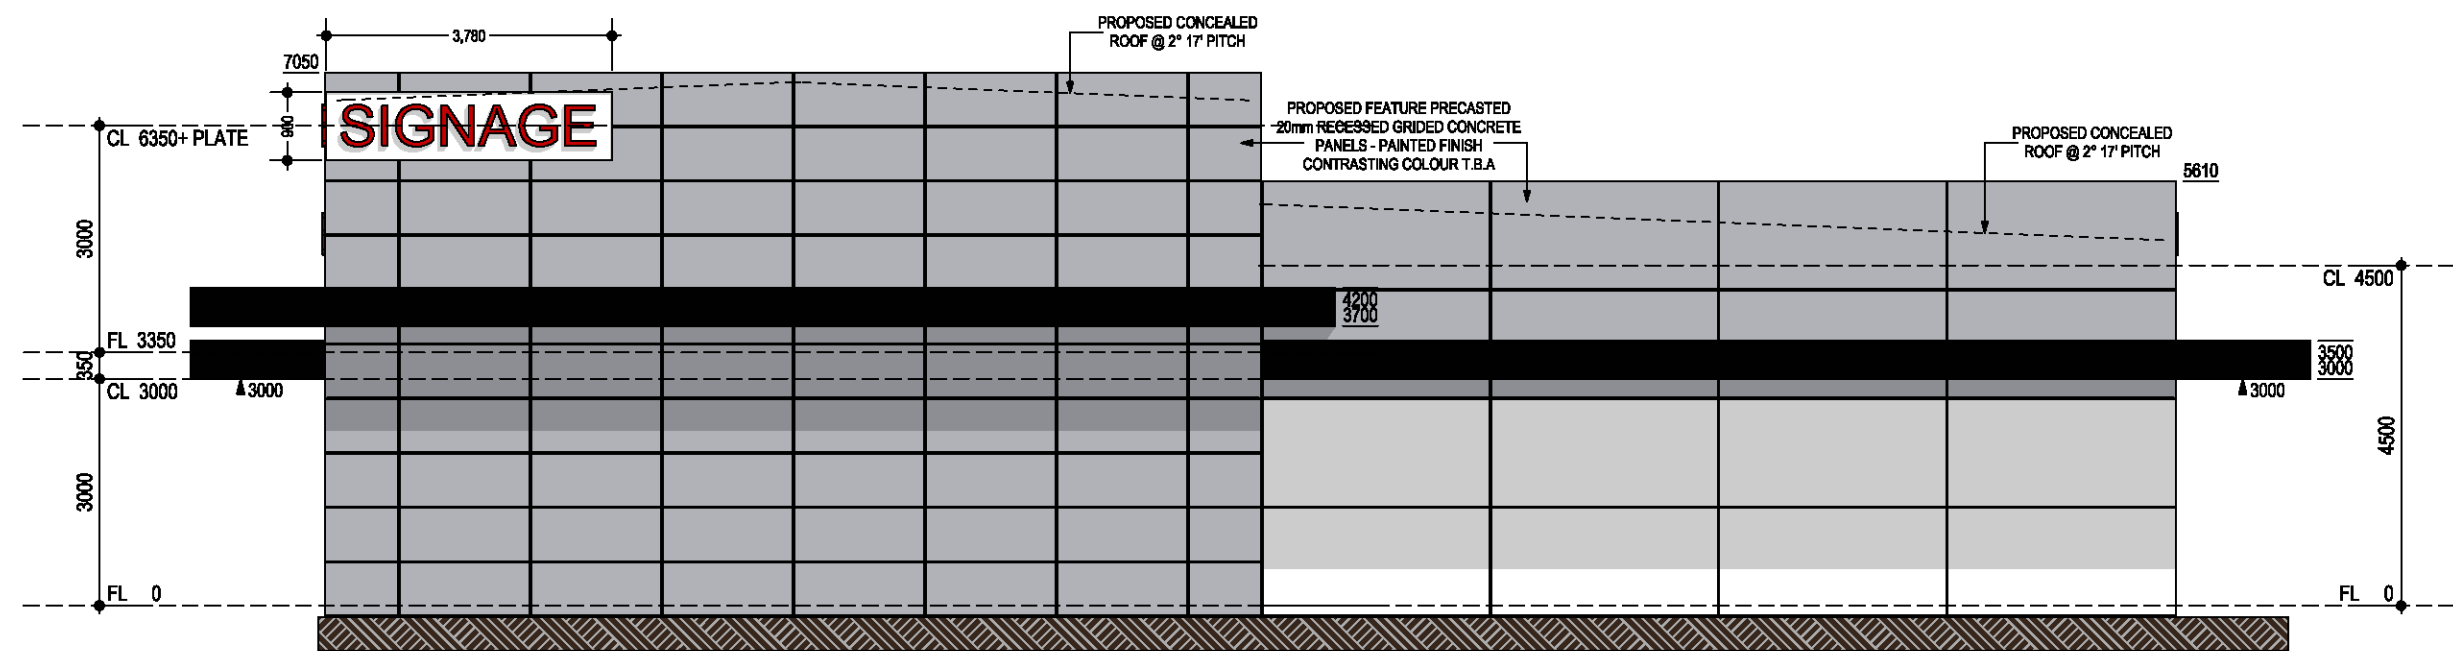 3,780
PROPOSED CONCEALED
ROOF @ 2° 17' PITCH
7050
SIGNAGE
900
CL 6350+ PLATE
PROPOSED FEATURE PRECASTED
20mm RECESSED GRIDED CONCRETE
PANELS - PAINTED FINISH
CONTRASTING COLOUR T.B.A
PROPOSED CONCEALED
ROOF @ 2° 17' PITCH
5610
3000
CL 4500
4200
3700
FL 3350
350
3500
3000
CL 3000
3000
3000
4500
3000
FL 0
FL 0